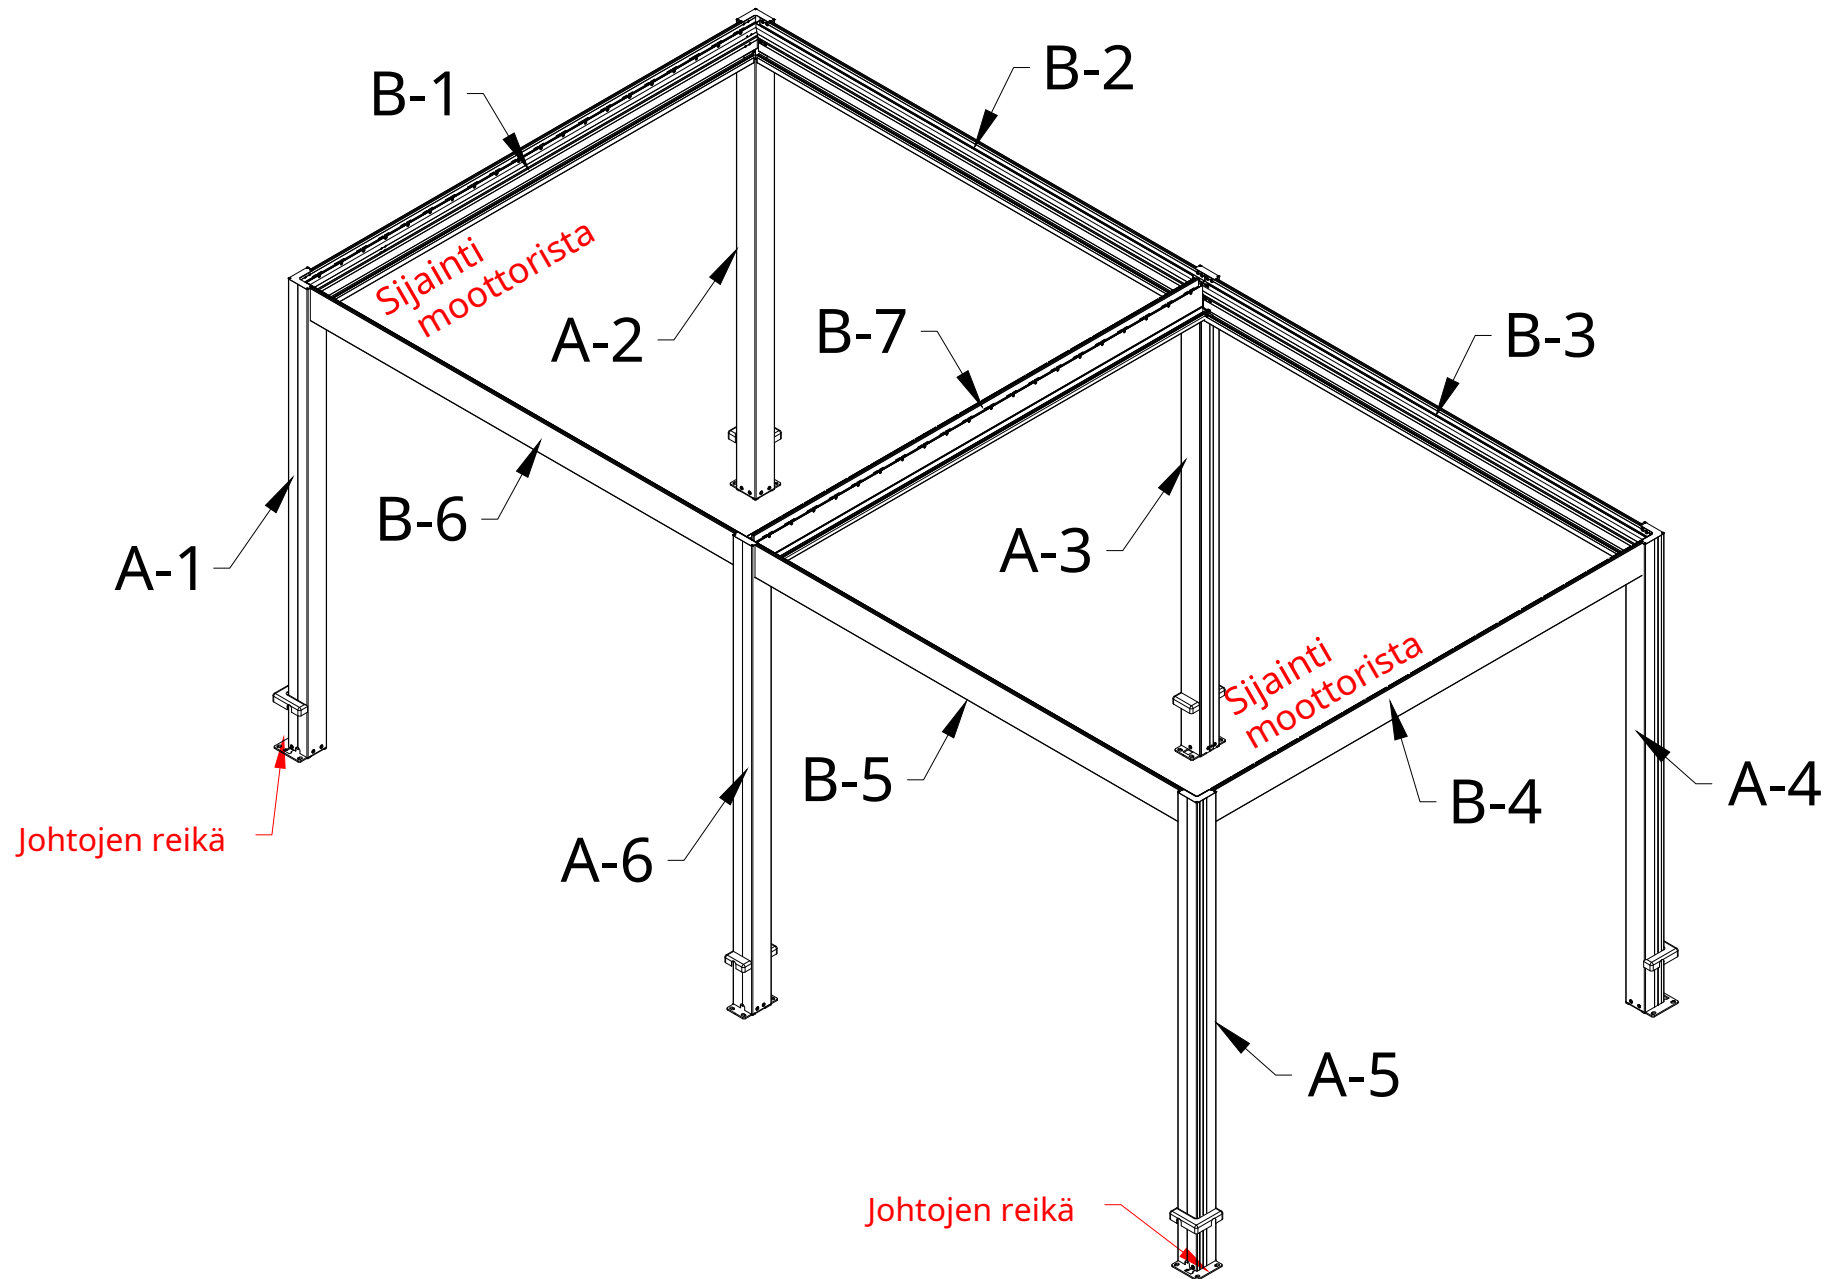 B-2
B-1
Sijainti
moottorista
A-2
B-7
B-3
B-6
A-1
A-3
Sijainti
moottorista
B-5
B-4
A-4
Johtojen reikä
A-6
A-5
Johtojen reikä